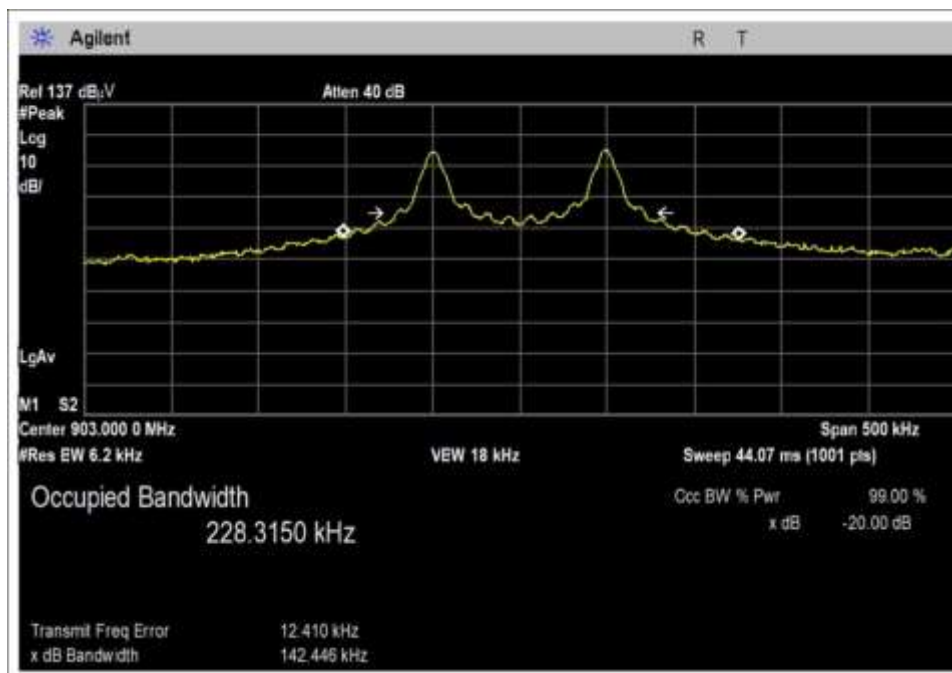 Agilent R T
Ref 137 dBµV Atten 40 dB
#Peak
Log
10
dB/
LgAv
M1 S2
Center 903.000 0 MHz Span 500 kHz
#Res BW 6.2 kHz VBW 18 kHz Sweep 44.07 ms (1001 pts)
Occupied Bandwidth Occ BW % Pwr 99.00 %
228.3150 kHz x dB -20.00 dB
Transmit Freq Error 12.410 kHz
x dB Bandwidth 142.446 kHz